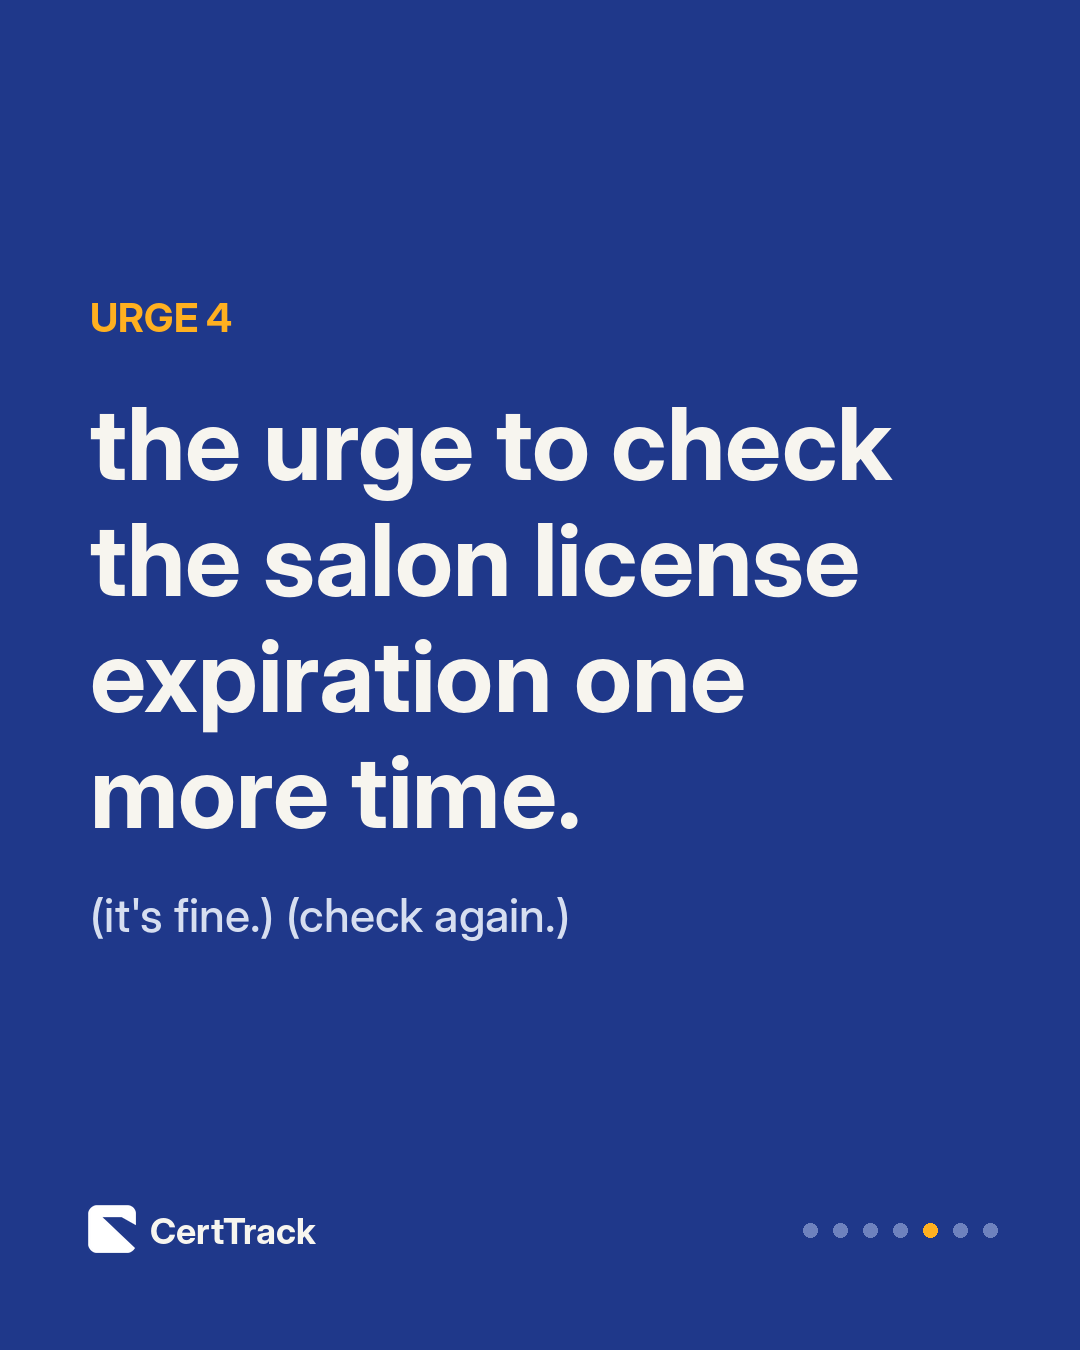 URGE 4
the urge to check
the salon license
expiration one
more time.
(it's fine.) (check again.)
CertTrack